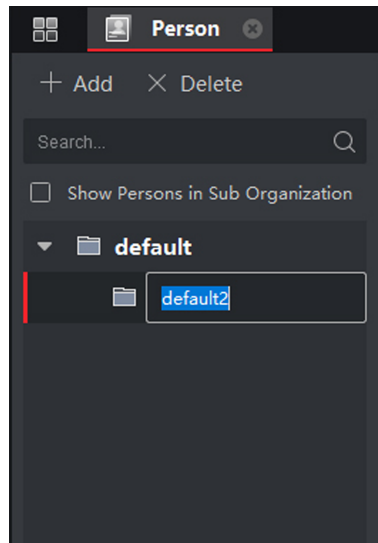 Person
Add Delete
Search...
Show Persons in Sub Organization
default
default2